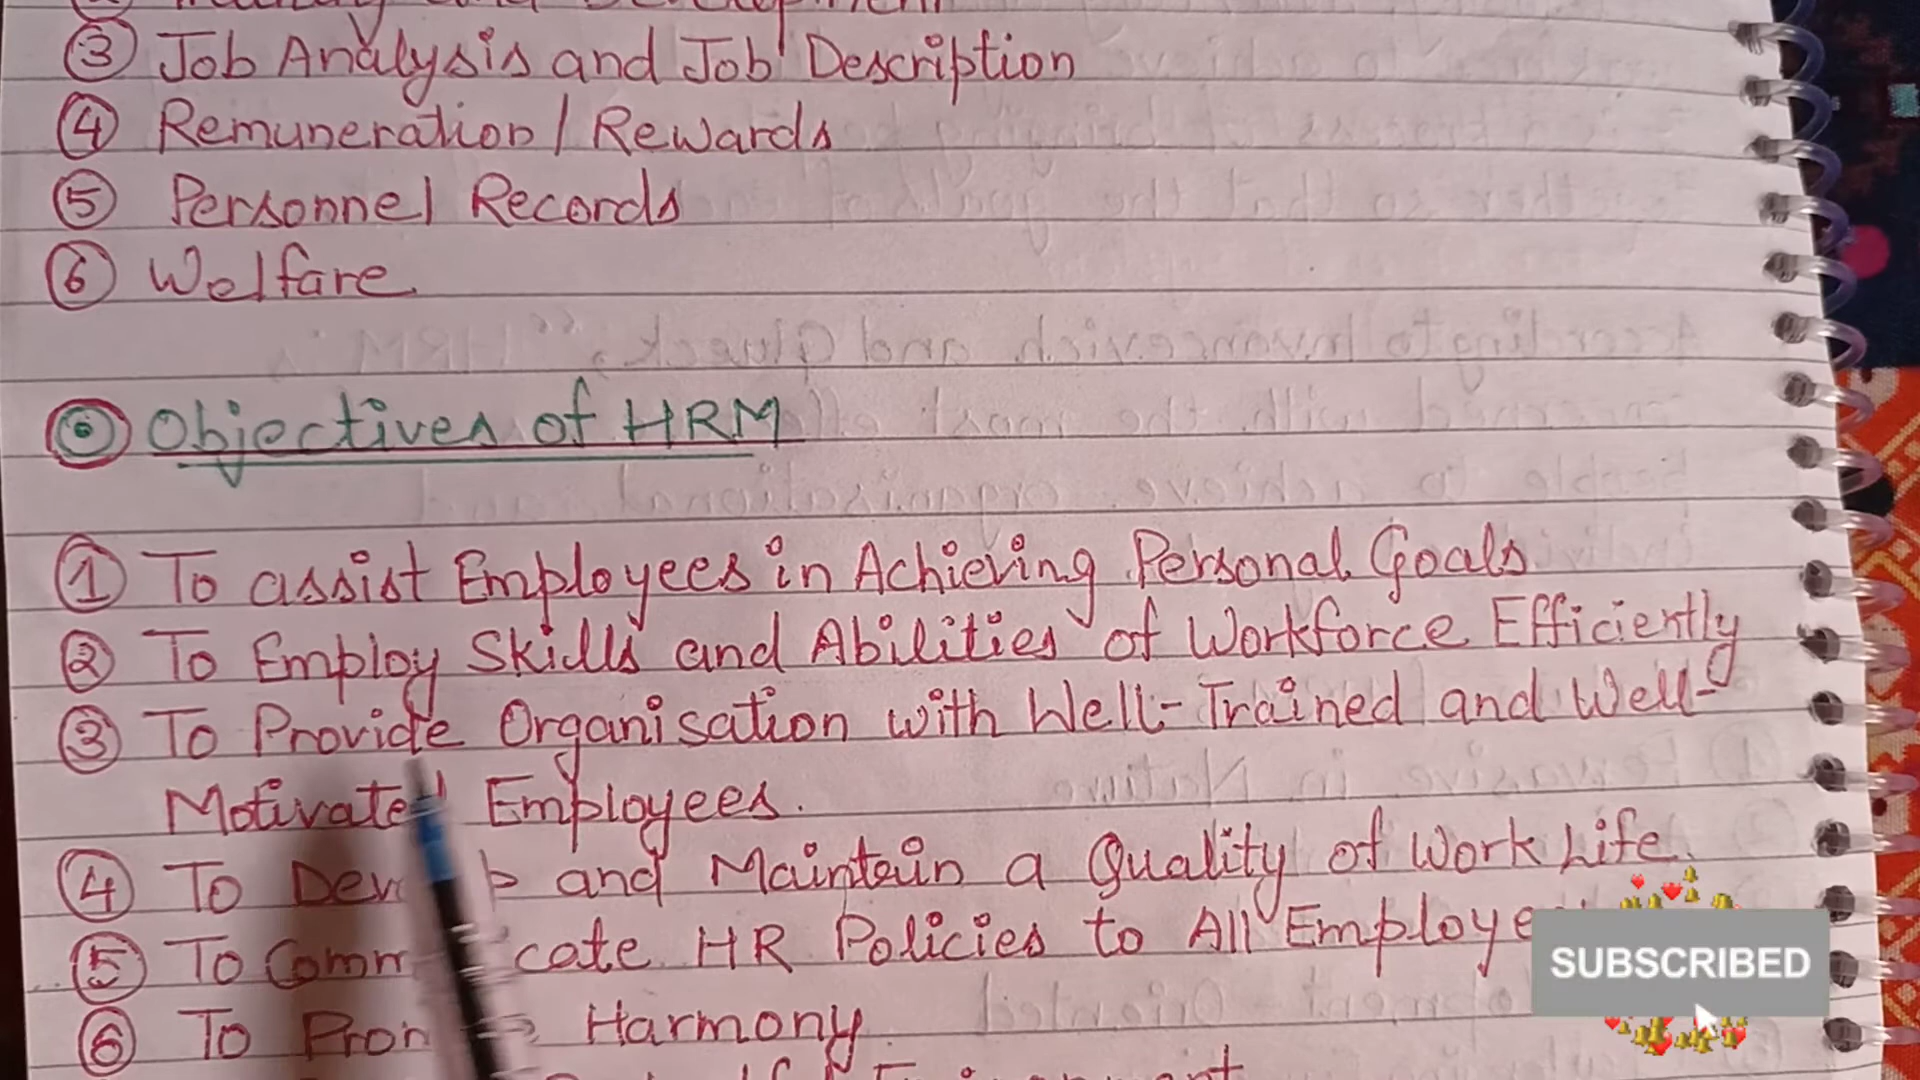 ③ Job Analysis and Job Description
④ Remuneration / Rewards
⑤ Personnel Records
⑥ Welfare
Objectives of HRM
① To assist Employees in Achieving Personal Goals
② To Employ Skills and Abilities of Workforce Efficiently
③ To Provide Organisation with Well-Trained and Well-
Motivated Employees.
④ To and Maintain a Quality of Work Life.
⑤ To HR Policies to All
⑥ To Harmony
SUBSCRIBED